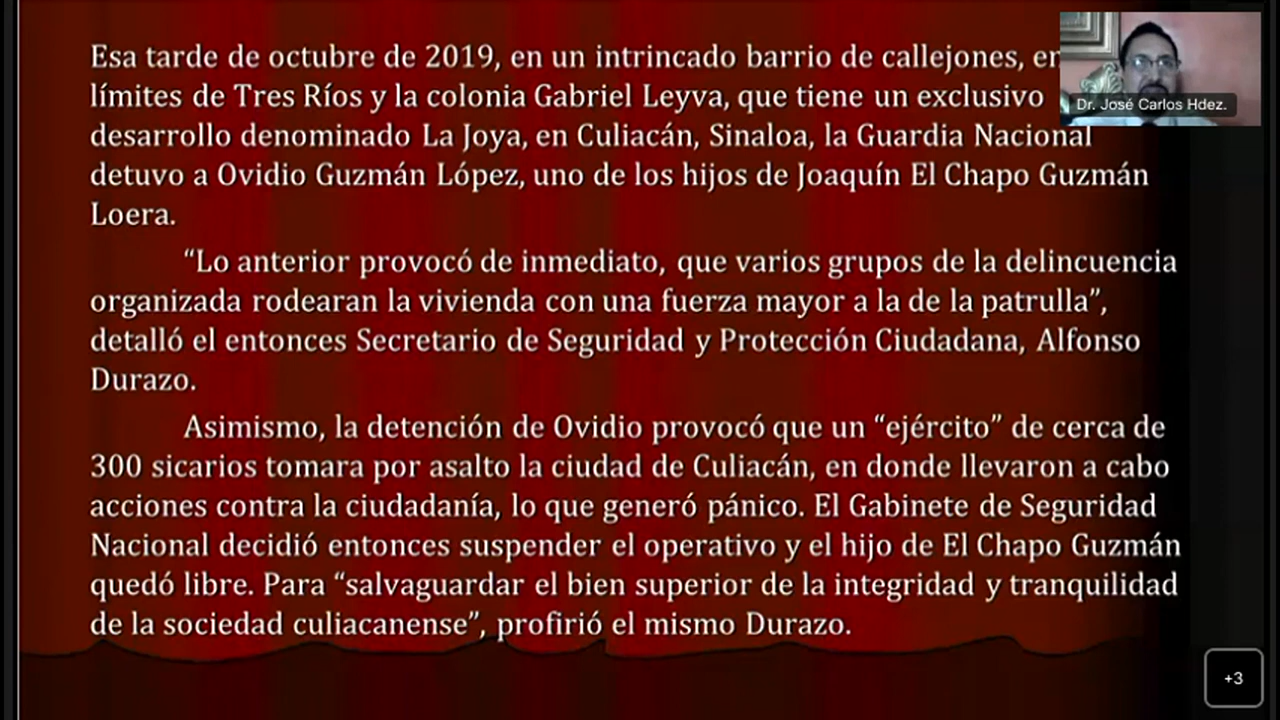 Esa tarde de octubre de 2019, en un intrincado barrio de callejones, en
límites de Tres Ríos y la colonia Gabriel Leyva, que tiene un exclusivo
desarrollo denominado La Joya, en Culiacán, Sinaloa, la Guardia Nacional
detuvo a Ovidio Guzmán López, uno de los hijos de Joaquín El Chapo Guzmán
Loera.
“Lo anterior provocó de inmediato, que varios grupos de la delincuencia
organizada rodearan la vivienda con una fuerza mayor a la de la patrulla”,
detalló el entonces Secretario de Seguridad y Protección Ciudadana, Alfonso
Durazo.
Asimismo, la detención de Ovidio provocó que un “ejército” de cerca de
300 sicarios tomara por asalto la ciudad de Culiacán, en donde llevaron a cabo
acciones contra la ciudadanía, lo que generó pánico. El Gabinete de Seguridad
Nacional decidió entonces suspender el operativo y el hijo de El Chapo Guzmán
quedó libre. Para “salvaguardar el bien superior de la integridad y tranquilidad
de la sociedad culiacanense”, profirió el mismo Durazo.
Dr. José Carlos Hdez.
+3